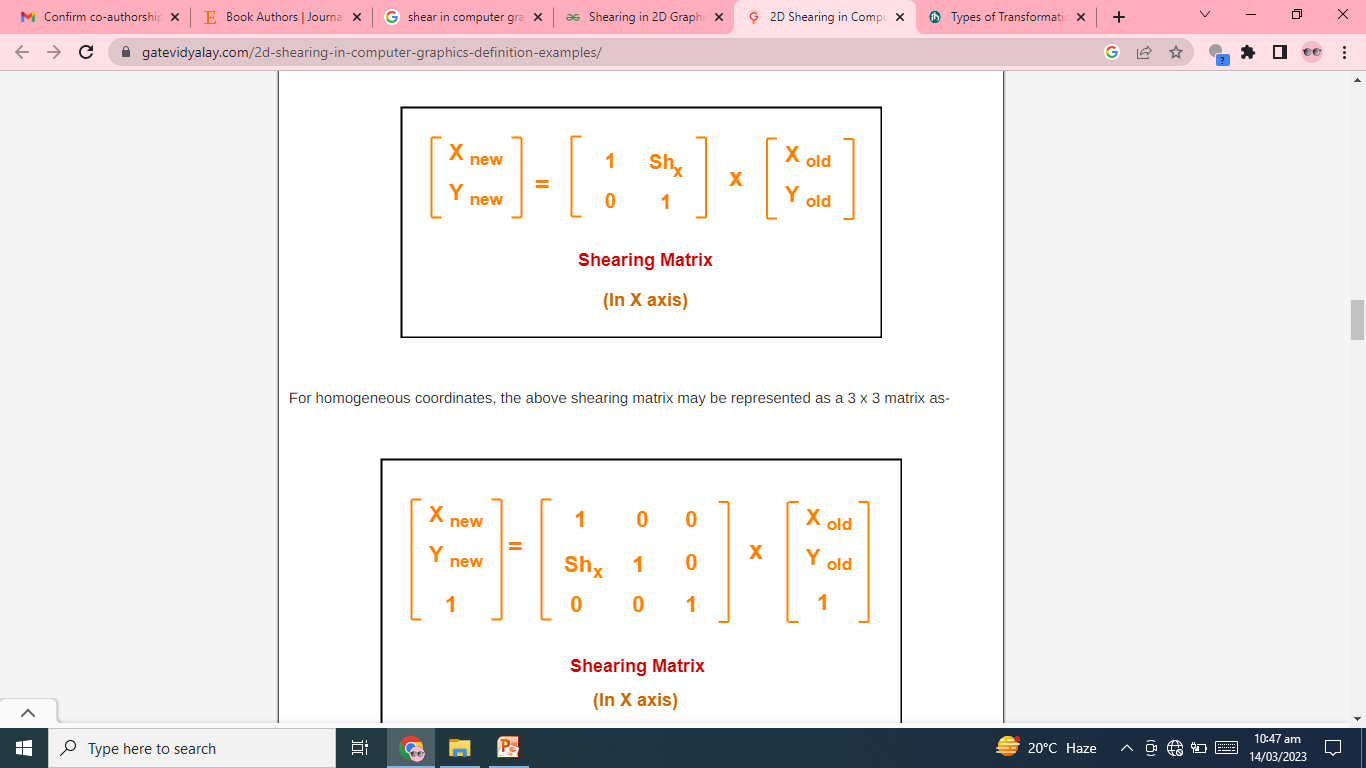 Confirm co-authorship
Book Authors | Journa
shear in computer gra
Shearing in 2D Graphi
2D Shearing in Compu
Types of Transformatio
gatevidyalay.com/2d-shearing-in-computer-graphics-definition-examples/
X new 1 Shx X old
= x
Y new 0 1 Y old
Shearing Matrix
(In X axis)
For homogeneous coordinates, the above shearing matrix may be represented as a 3 x 3 matrix as-
X new 1 0 0 X old
Y new = Shx 1 0 x Y old
1 0 0 1 1
Shearing Matrix
(In X axis)
Type here to search
20°C Haze
10:47 am
14/03/2023